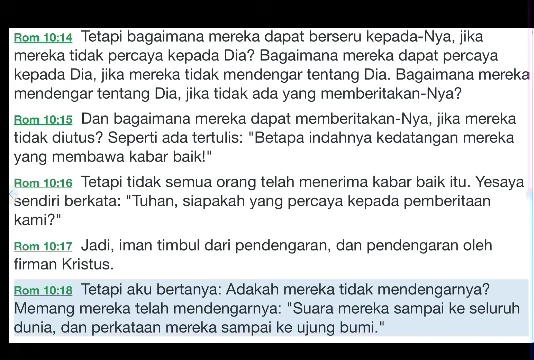 Rom 10:14 Tetapi bagaimana mereka dapat berseru kepada-Nya, jika
mereka tidak percaya kepada Dia? Bagaimana mereka dapat percaya
kepada Dia, jika mereka tidak mendengar tentang Dia. Bagaimana mereka
mendengar tentang Dia, jika tidak ada yang memberitakan-Nya?
Rom 10:15 Dan bagaimana mereka dapat memberitakan-Nya, jika mereka
tidak diutus? Seperti ada tertulis: "Betapa indahnya kedatangan mereka
yang membawa kabar baik!"
Rom 10:16 Tetapi tidak semua orang telah menerima kabar baik itu. Yesaya
sendiri berkata: "Tuhan, siapakah yang percaya kepada pemberitaan
kami?"
Rom 10:17 Jadi, iman timbul dari pendengaran, dan pendengaran oleh
firman Kristus.
Rom 10:18 Tetapi aku bertanya: Adakah mereka tidak mendengarnya?
Memang mereka telah mendengarnya: "Suara mereka sampai ke seluruh
dunia, dan perkataan mereka sampai ke ujung bumi."